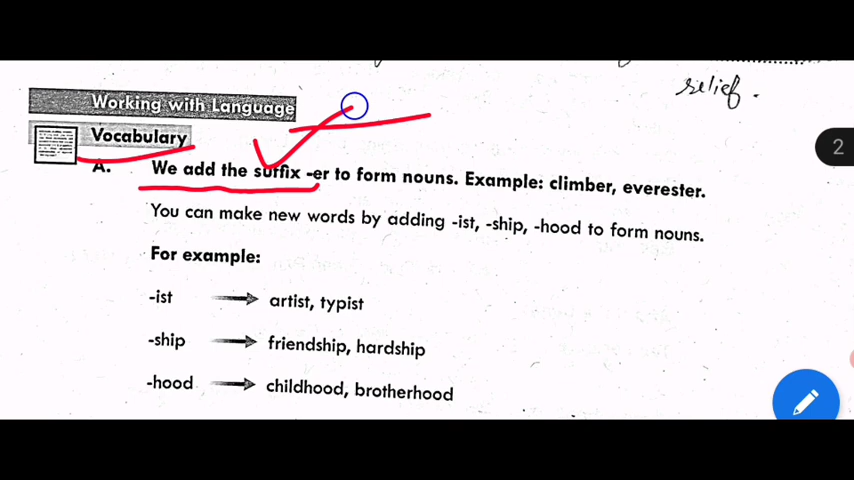 relief.
Working with Language
Vocabulary
2
A. We add the suffix -er to form nouns. Example: climber, everester.
You can make new words by adding -ist, -ship, -hood to form nouns.
For example:
-ist artist, typist
-ship friendship, hardship
-hood childhood, brotherhood